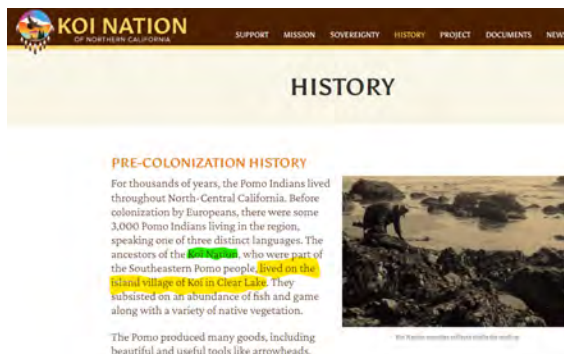 KOI NATION
OF NORTHERN CALIFORNIA
SUPPORT MISSION SOVEREIGNTY HISTORY PROJECT DOCUMENTS NEWS
HISTORY
PRE-COLONIZATION HISTORY
For thousands of years, the Pomo Indians lived
throughout North-Central California. Before
colonization by Europeans, there were some
3,000 Pomo Indians living in the region,
speaking one of three distinct languages. The
ancestors of the Koi Nation, who were part of
the Southeastern Pomo people, lived on the
island village of Koi in Clear Lake. They
subsisted on an abundance of fish and game
along with a variety of native vegetation.
The Pomo produced many goods, including
beautiful and useful tools like arrowheads,
Koi Nation